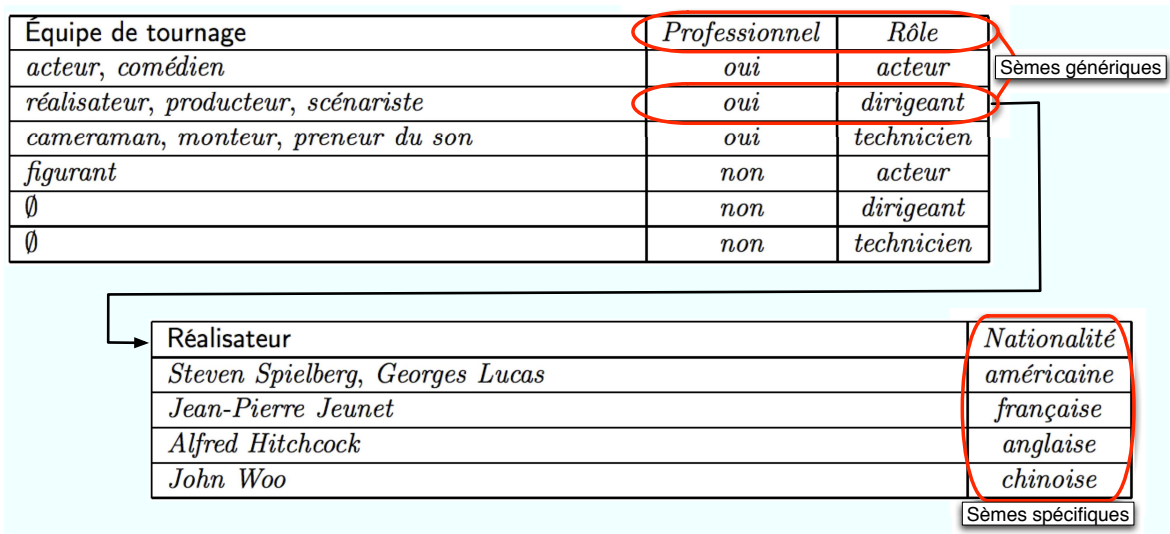 Équipe de tournage Professionnel Rôle
acteur, comédien oui acteur
Sèmes génériques
réalisateur, producteur, scénariste oui dirigeant
cameraman, monteur, preneur du son oui technicien
figurant non acteur
∅ non dirigeant
∅ non technicien
Réalisateur Nationalité
Steven Spielberg, Georges Lucas américaine
Jean-Pierre Jeunet française
Alfred Hitchcock anglaise
John Woo chinoise
Sèmes spécifiques